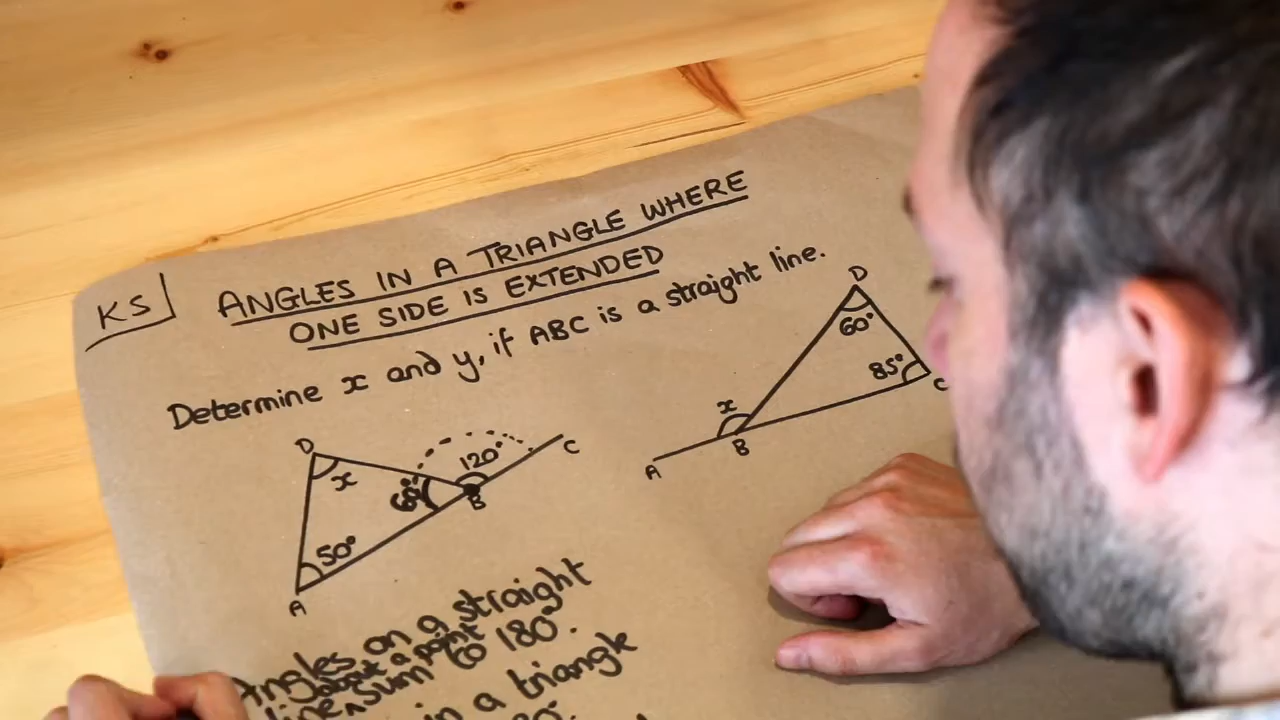 KS
ANGLES IN A TRIANGLE WHERE
ONE SIDE IS EXTENDED
Determine x and y, if ABC is a straight line.
D
x
60°
120°
C
B
50°
A
D
60°
85°
C
x
B
A
Angles on a straight
line about a point
sum to 180°.
in a triangle